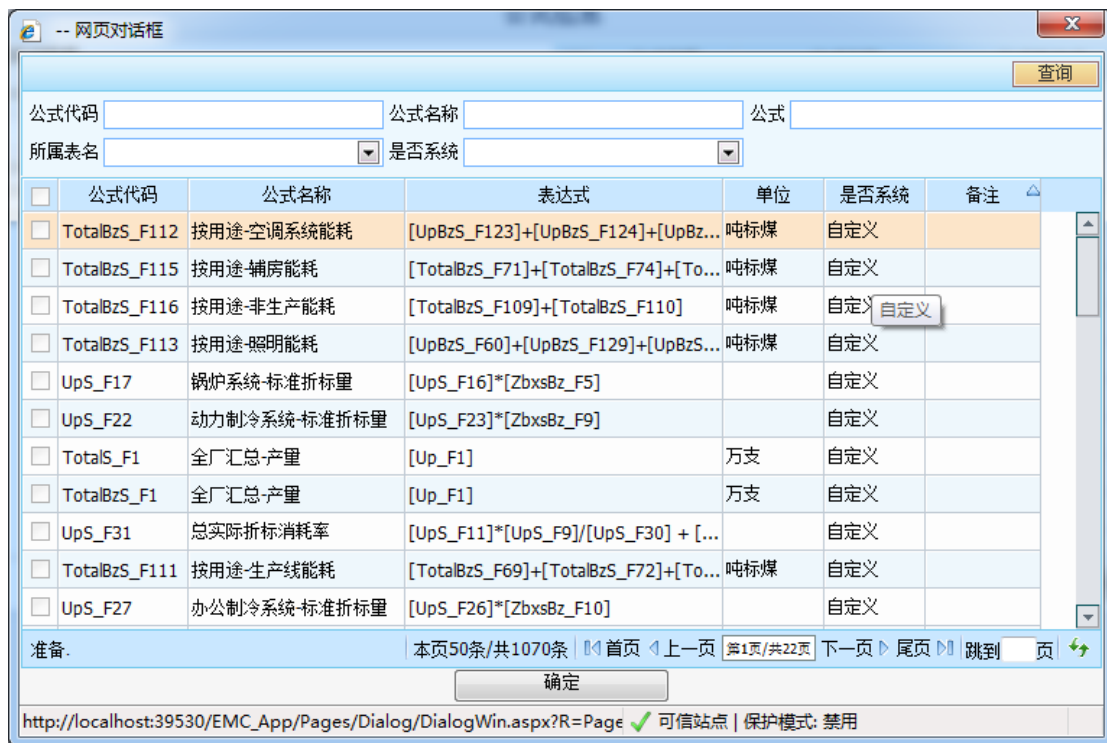 -- 网页对话框
查询
公式代码 公式名称 公式
所属表名 是否系统
公式代码 公式名称 表达式 单位 是否系统 备注
TotalBzS_F112 按用途-空调系统能耗 [UpBzS_F123]+[UpBzS_F124]+[UpBz... 吨标煤 自定义
TotalBzS_F115 按用途-辅房能耗 [TotalBzS_F71]+[TotalBzS_F74]+[To... 吨标煤 自定义
TotalBzS_F116 按用途-非生产能耗 [TotalBzS_F109]+[TotalBzS_F110] 吨标煤 自定义
自定义
TotalBzS_F113 按用途-照明能耗 [UpBzS_F60]+[UpBzS_F129]+[UpBzS... 吨标煤 自定义
UpS_F17 锅炉系统-标准折标量 [UpS_F16]*[ZbxsBz_F5] 自定义
UpS_F22 动力制冷系统-标准折标量 [UpS_F23]*[ZbxsBz_F9] 自定义
TotalS_F1 全厂汇总-产量 [Up_F1] 万支 自定义
TotalBzS_F1 全厂汇总-产量 [Up_F1] 万支 自定义
UpS_F31 总实际折标消耗率 [UpS_F11]*[UpS_F9]/[UpS_F30] + [... 自定义
TotalBzS_F111 按用途-生产线能耗 [TotalBzS_F69]+[TotalBzS_F72]+[To... 吨标煤 自定义
UpS_F27 办公制冷系统-标准折标量 [UpS_F26]*[ZbxsBz_F10] 自定义
准备. 本页50条/共1070条 首页 上一页 第1页/共22页 下一页 尾页 跳到 页
确定
http://localhost:39530/EMC_App/Pages/Dialog/DialogWin.aspx?R=Page 可信站点 | 保护模式: 禁用